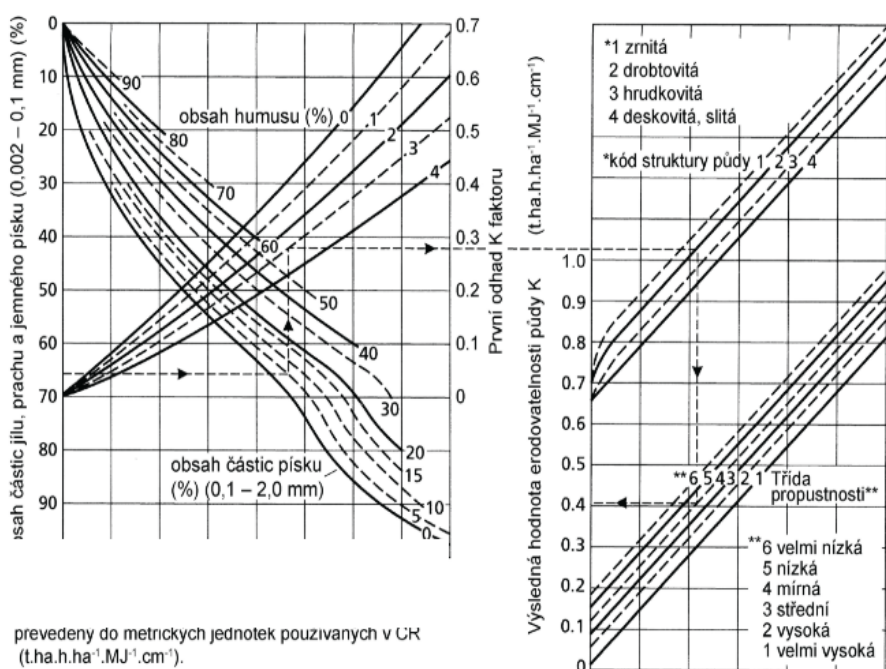 osah částic jílu, prachu a jemného písku (0,002 – 0,1 mm) (%)
0
10
20
30
40
50
60
70
80
90
90
80
70
60
50
40
30
20
15
10
5
0
obsah humusu (%) 0
1
2
3
4
obsah částic písku
(%) (0,1 – 2,0 mm)
0.7
0.6
0.5
0.4
0.3
0.2
0.1
0
První odhad K faktoru
(t.ha.h.ha⁻¹.MJ⁻¹.cm⁻¹)
*1 zrnitá
2 drobtovitá
3 hrudkovitá
4 deskovitá, slitá
*kód struktury půdy 1 2 3 4
Výsledná hodnota erodovatelnosti půdy K
1.0
0.9
0.8
0.7
0.6
0.5
0.4
0.3
0.2
0.1
0
**6 5 4 3 2 1 Třída
propustnosti**
**6 velmi nízká
5 nízká
4 mírná
3 střední
2 vysoká
1 velmi vysoká
prevedeny do metrických jednotek používaných v ČR
(t.ha.h.ha⁻¹.MJ⁻¹.cm⁻¹).